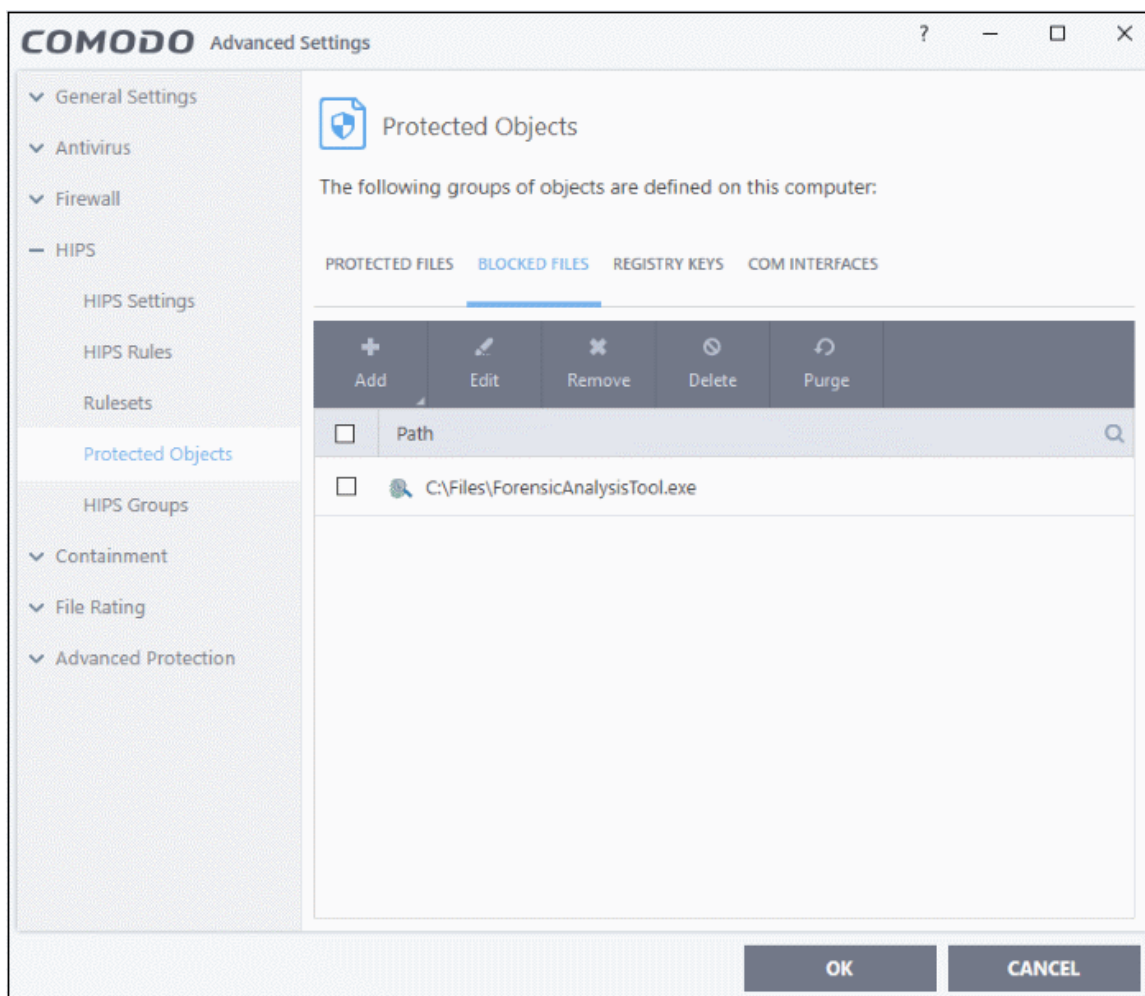 COMODO Advanced Settings ?
General Settings
Antivirus
Firewall
HIPS
HIPS Settings
HIPS Rules
Rulesets
Protected Objects
HIPS Groups
Containment
File Rating
Advanced Protection
Protected Objects
The following groups of objects are defined on this computer:
PROTECTED FILES BLOCKED FILES REGISTRY KEYS COM INTERFACES
Add Edit Remove Delete Purge
Path
C:\Files\ForensicAnalysisTool.exe
OK CANCEL